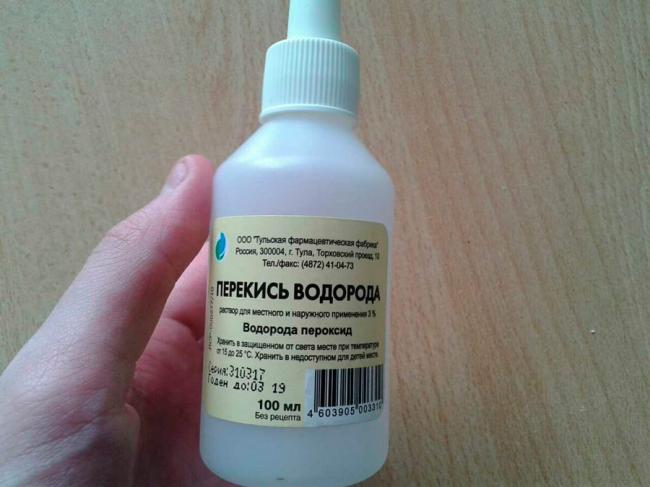 ООО "Тульская фармацевтическая фабрика"
Россия, 300004, г. Тула, Торховский проезд, 10
Тел./факс: (4872) 41-04-73
ПЕРЕКИСЬ ВОДОРОДА
раствор для местного и наружного применения 3 %
Водорода пероксид
Хранить в защищенном от света месте при температуре
от 15 до 25 °С. Хранить в недоступном для детей месте.
Серия:310317
Годен до:03 19
100 мл
Без рецепта
4 603905 00331